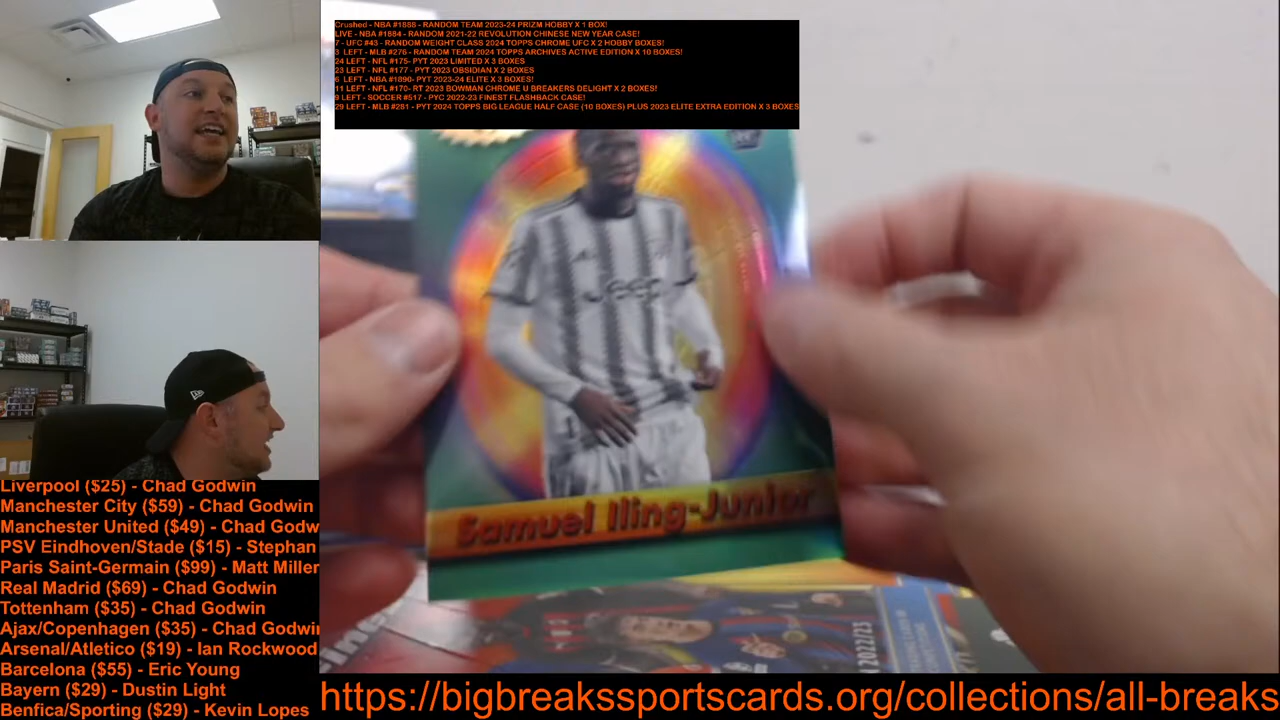 Crushed - NBA #1888 - RANDOM TEAM 2023-24 PRIZM HOBBY X 1 BOX!
LIVE - NBA #1884 - RANDOM 2021-22 REVOLUTION CHINESE NEW YEAR CASE!
7 - UFC #43 - RANDOM WEIGHT CLASS 2024 TOPPS CHROME UFC X 2 HOBBY BOXES!
3 LEFT - MLB #276 - RANDOM TEAM 2024 TOPPS ARCHIVES ACTIVE EDITION X 10 BOXES!
24 LEFT - NFL #175- PYT 2023 LIMITED X 3 BOXES
23 LEFT - NFL #177 - PYT 2023 OBSIDIAN X 2 BOXES
6 LEFT - NBA #1890- PYT 2023-24 ELITE X 3 BOXES!
11 LEFT - NFL #170- RT 2023 BOWMAN CHROME U BREAKERS DELIGHT X 2 BOXES!
9 LEFT - SOCCER #517 - PYC 2022-23 FINEST FLASHBACK CASE!
29 LEFT - MLB #281 - PYT 2024 TOPPS BIG LEAGUE HALF CASE (10 BOXES) PLUS 2023 ELITE EXTRA EDITION X 3 BOXES
Jeep
Samuel Iling-Junior
2022/23
Liverpool ($25) - Chad Godwin
Manchester City ($59) - Chad Godwin
Manchester United ($49) - Chad Godw
PSV Eindhoven/Stade ($15) - Stephan
Paris Saint-Germain ($99) - Matt Miller
Real Madrid ($69) - Chad Godwin
Tottenham ($35) - Chad Godwin
Ajax/Copenhagen ($35) - Chad Godwi
Arsenal/Atletico ($19) - Ian Rockwood
Barcelona ($55) - Eric Young
Bayern ($29) - Dustin Light
Benfica/Sporting ($29) - Kevin Lopes
https://bigbreakssportscards.org/collections/all-breaks